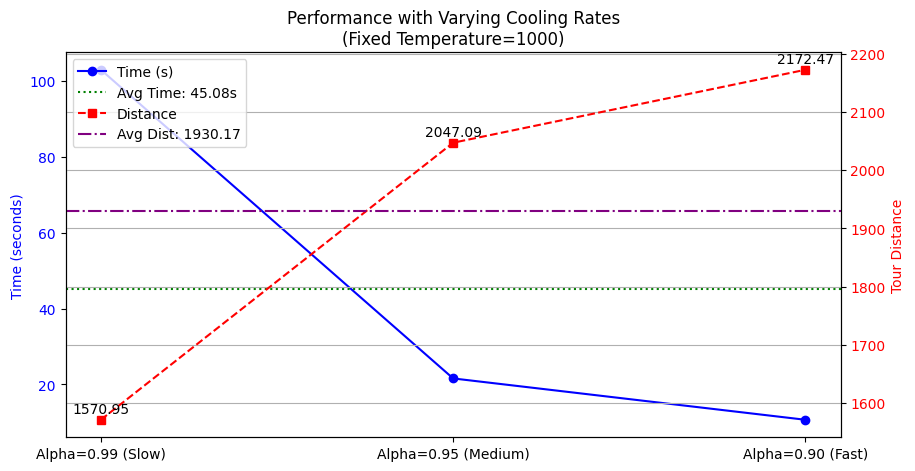 Performance with Varying Cooling Rates
(Fixed Temperature=1000)
Time (s)
Avg Time: 45.08s
Distance
Avg Dist: 1930.17
100
80
60
40
20
Time (seconds)
2200
2100
2000
1900
1800
1700
1600
Tour Distance
1570.95
2047.09
2172.47
Alpha=0.99 (Slow)
Alpha=0.95 (Medium)
Alpha=0.90 (Fast)